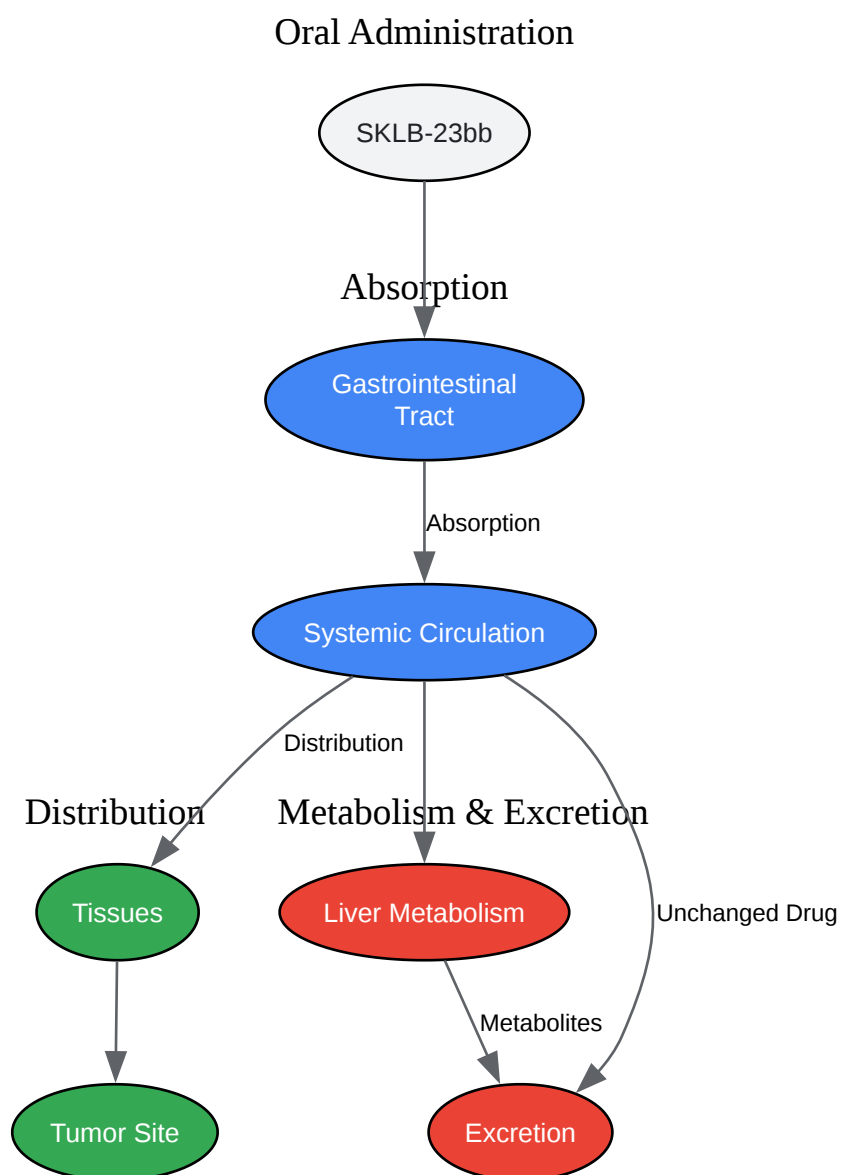 Oral Administration
SKLB-23bb
Absorption
Gastrointestinal
Tract
Absorption
Systemic Circulation
Distribution
Distribution
Metabolism & Excretion
Tissues
Liver Metabolism
Unchanged Drug
Metabolites
Tumor Site
Excretion